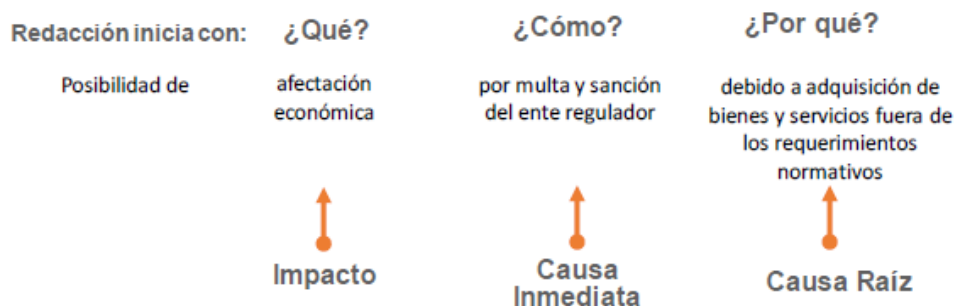 Redacción inicia con:
¿Qué?
¿Cómo?
¿Por qué?
Posibilidad de
afectación
económica
por multa y sanción
del ente regulador
debido a adquisición de
bienes y servicios fuera de
los requerimientos
normativos
Impacto
Causa
Inmediata
Causa Raíz